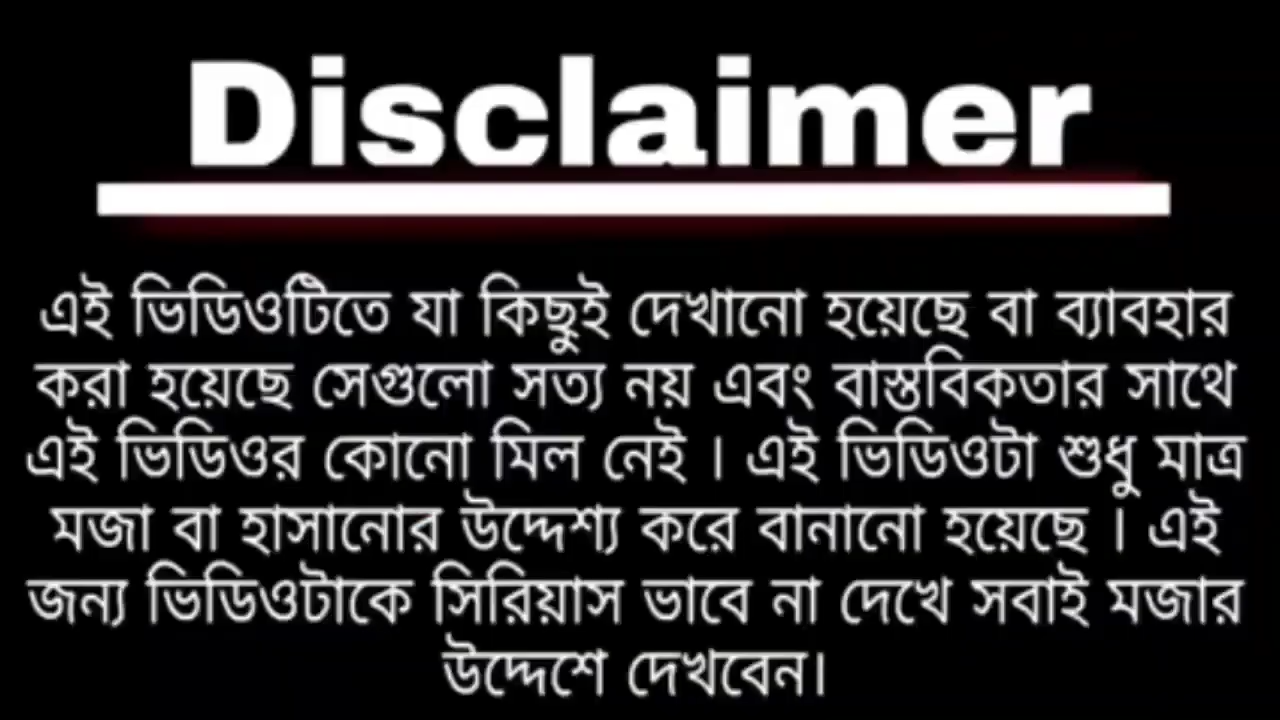 Disclaimer
এই ভিডিওটিতে যা কিছুই দেখানো হয়েছে বা ব্যাবহার
করা হয়েছে সেগুলো সত্য নয় এবং বাস্তবিকতার সাথে
এই ভিডিওর কোনো মিল নেই । এই ভিডিওটা শুধু মাত্র
মজা বা হাসানোর উদ্দেশ্য করে বানানো হয়েছে । এই
জন্য ভিডিওটাকে সিরিয়াস ভাবে না দেখে সবাই মজার
উদ্দেশে দেখবেন।